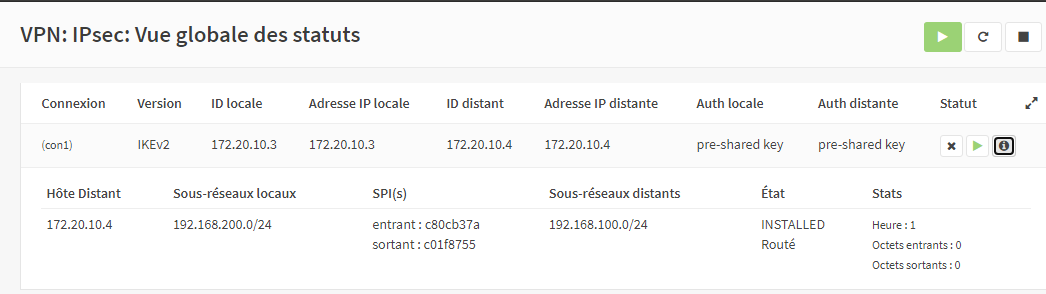 VPN: IPsec: Vue globale des statuts
Connexion Version ID locale Adresse IP locale ID distant Adresse IP distante Auth locale Auth distante Statut
(con1) IKEv2 172.20.10.3 172.20.10.3 172.20.10.4 172.20.10.4 pre-shared key pre-shared key
Hôte Distant Sous-réseaux locaux SPI(s) Sous-réseaux distants État Stats
172.20.10.4 192.168.200.0/24 entrant : c80cb37a 192.168.100.0/24 INSTALLED Heure : 1
sortant : c01f8755 Routé Octets entrants : 0
Octets sortants : 0